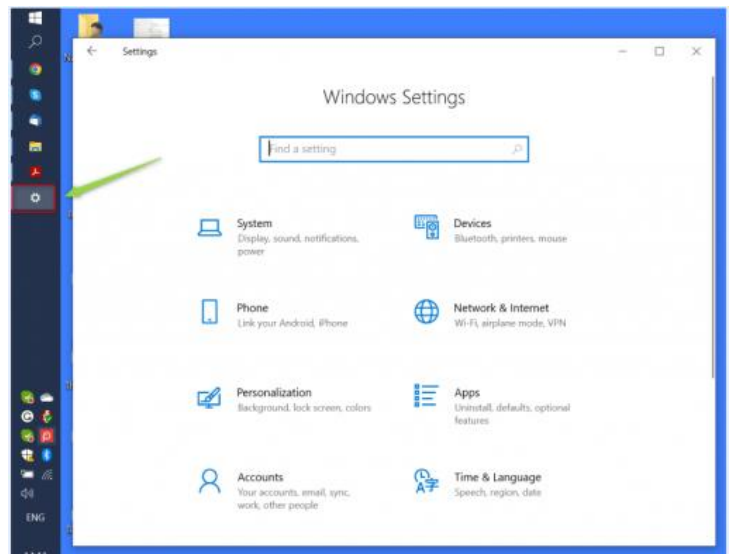 Settings
Windows Settings
Find a setting
System
Display, sound, notifications,
power
Devices
Bluetooth, printers, mouse
Phone
Link your Android, iPhone
Network & Internet
Wi-Fi, airplane mode, VPN
Personalization
Background, lock screen, colors
Apps
Uninstall, defaults, optional
features
Accounts
Your accounts, email, sync,
work, other people
Time & Language
Speech, region, date
ENG